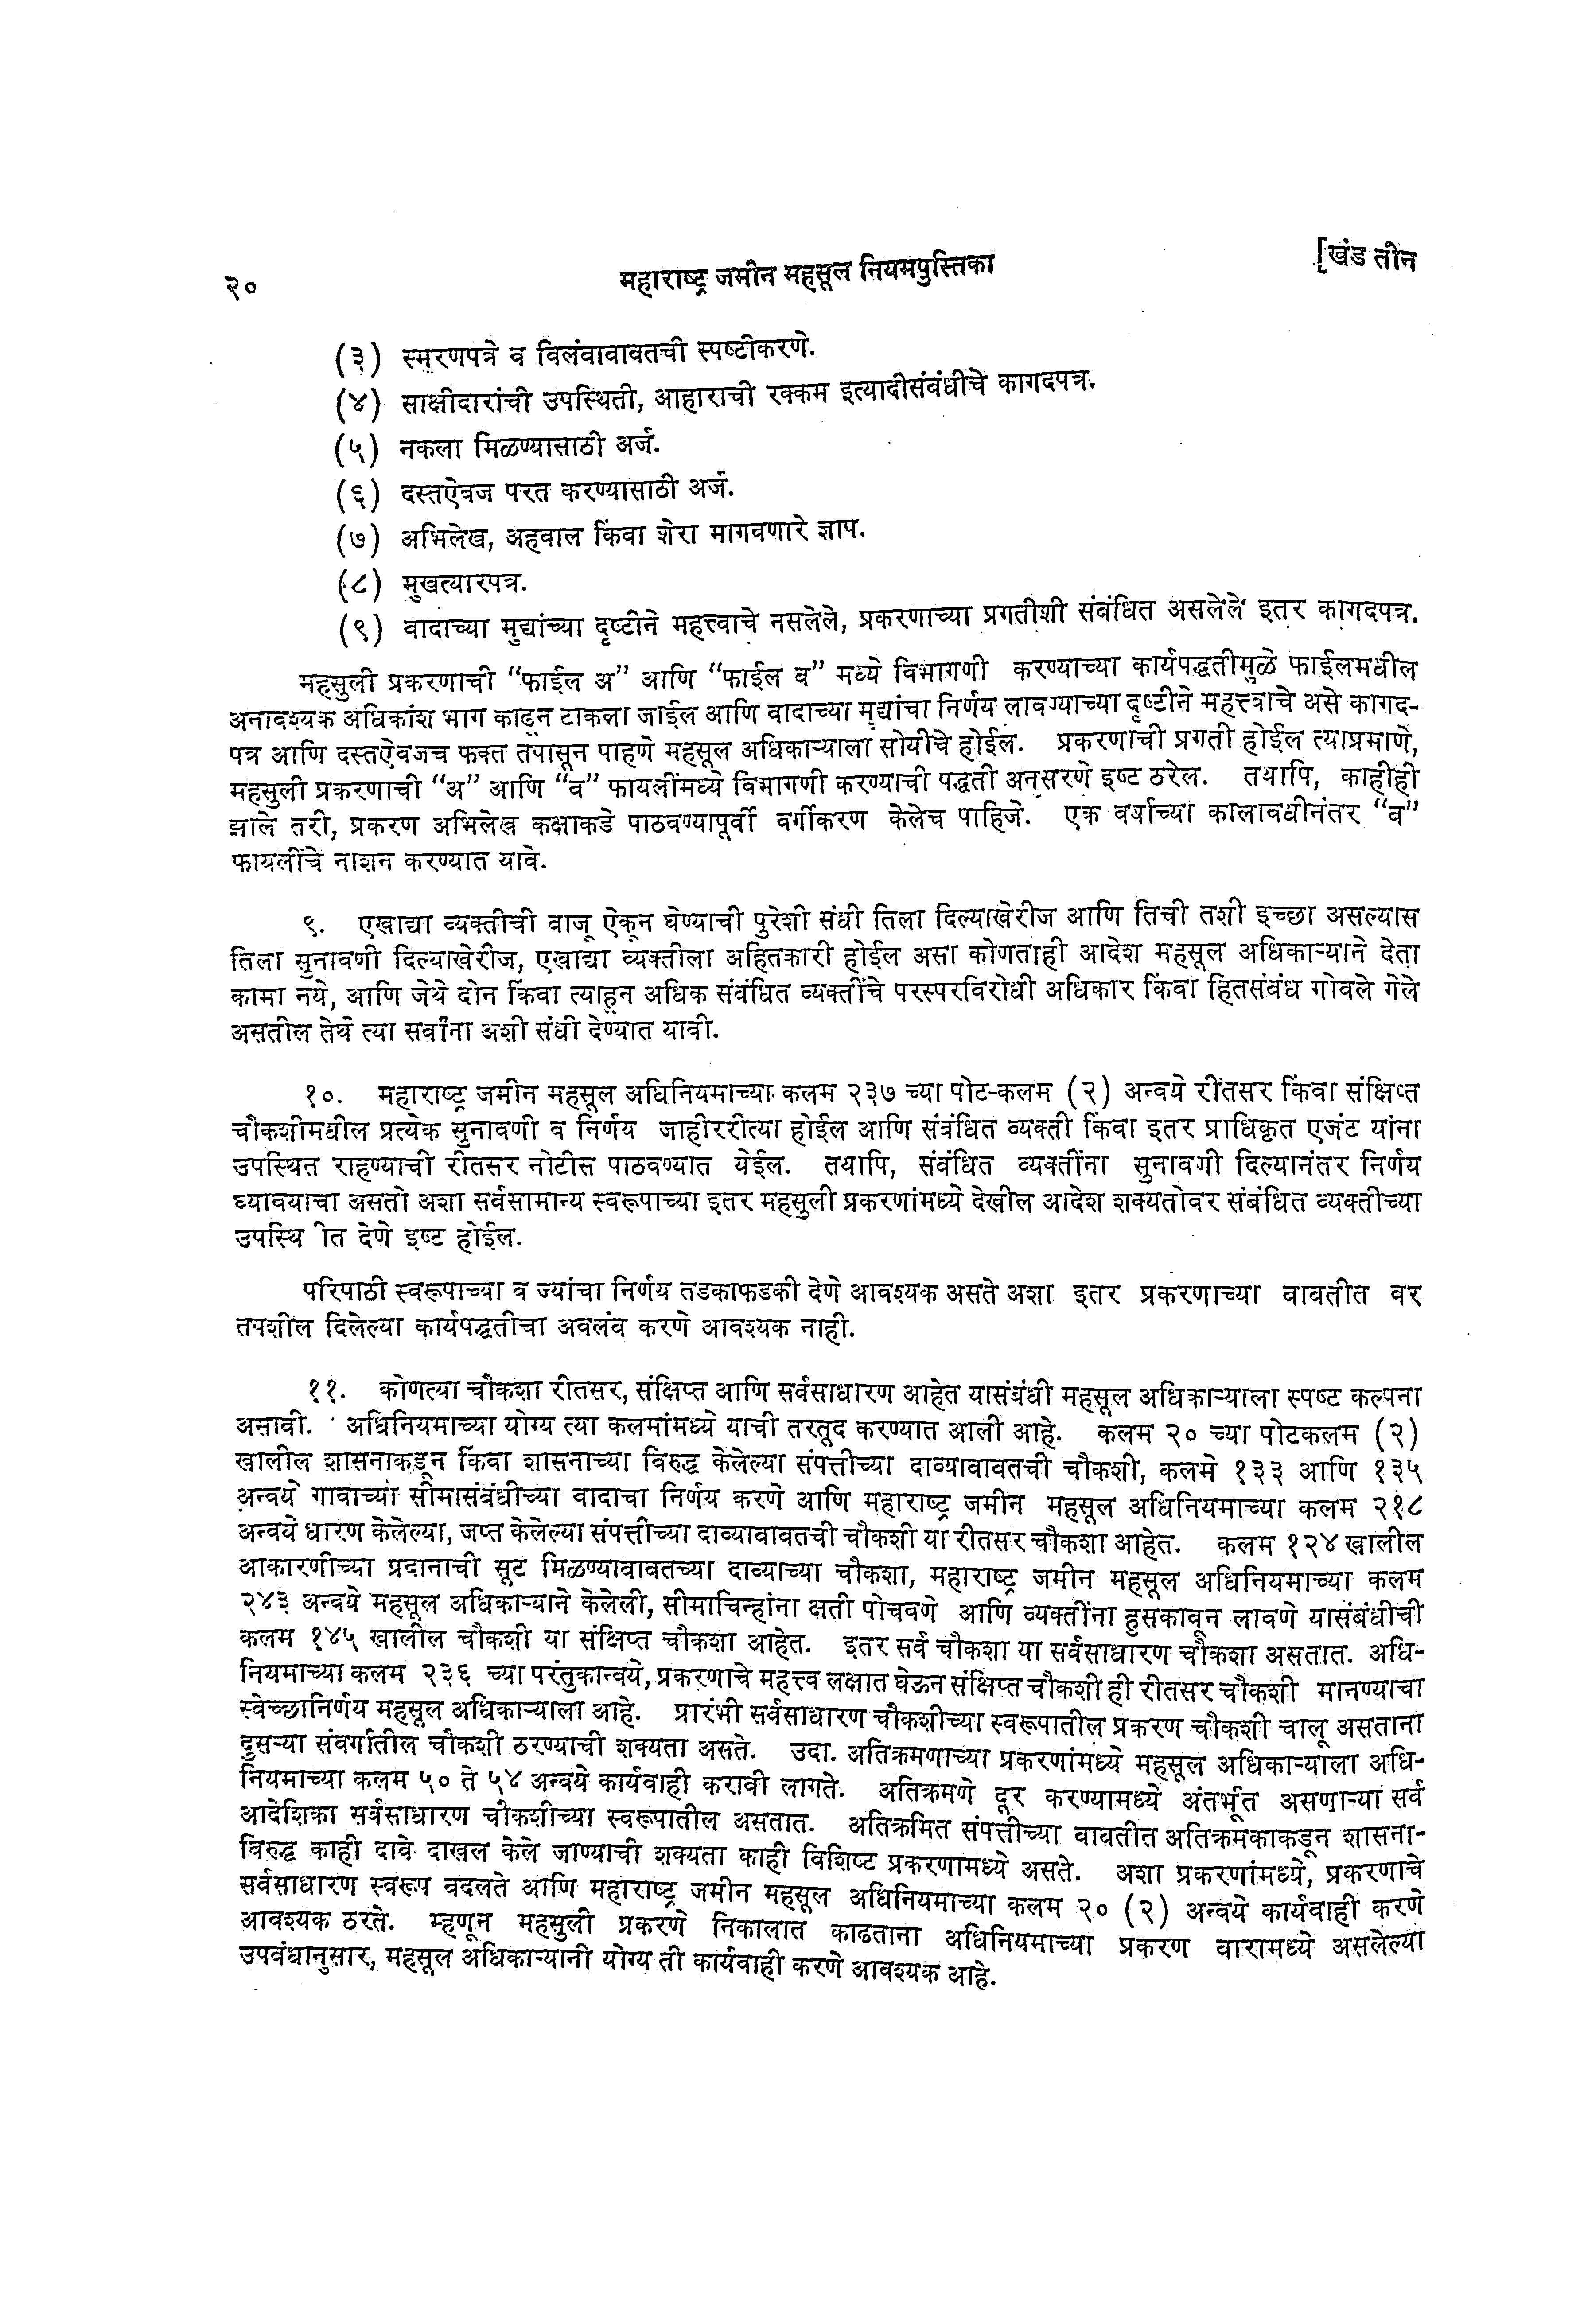 २०
महाराष्ट्र जमीन महसूल नियमपुस्तिका
[खंड तीन
(३) स्मरणपत्रे व विलंबाबाबतची स्पष्टीकरणे.
(४) साक्षीदारांची उपस्थिती, आहाराची रक्कम इत्यादीसंबंधीचे कागदपत्र.
(५) नकला मिळण्यासाठी अर्ज.
(६) दस्तऐवज परत करण्यासाठी अर्ज.
(७) अभिलेख, अहवाल किंवा शेरा मागवणारे ज्ञाप.
(८) मुखत्यारपत्र.
(९) वादाच्या मुद्यांच्या दृष्टीने महत्त्वाचे नसलेले, प्रकरणाच्या प्रगतीशी संबंधित असलेले इतर कागदपत्र.
महसुली प्रकरणाची “फाईल अ” आणि “फाईल ब” मध्ये विभागणी करण्याच्या कार्यपद्धतीमुळे फाईलमधील
अनावश्यक अधिकांश भाग काढून टाकला जाईल आणि वादाच्या मुद्यांचा निर्णय लावण्याच्या दृष्टीने महत्त्वाचे असे कागद-
पत्र आणि दस्तऐवजच फक्त तपासून पाहणे महसूल अधिकाऱ्याला सोयीचे होईल. प्रकरणाची प्रगती होईल त्याप्रमाणे,
महसुली प्रकरणाची “अ” आणि “ब” फायलींमध्ये विभागणी करण्याची पद्धती अनुसरणे इष्ट ठरेल. तथापि, काहीही
झाले तरी, प्रकरण अभिलेख कक्षाकडे पाठवण्यापूर्वी वर्गीकरण केलेच पाहिजे. एक वर्षाच्या कालावधीनंतर “ब”
फायलींचे नाशन करण्यात यावे.
९. एखाद्या व्यक्तीची बाजू ऐकून घेण्याची पुरेशी संधी तिला दिल्याखेरीज आणि तिची तशी इच्छा असल्यास
तिला सुनावणी दिल्याखेरीज, एखाद्या व्यक्तीला अहितकारी होईल असा कोणताही आदेश महसूल अधिकाऱ्याने देता
कामा नये, आणि जेथे दोन किंवा त्याहून अधिक संबंधित व्यक्तींचे परस्परविरोधी अधिकार किंवा हितसंबंध गोवले गेले
असतील तेथे त्या सर्वांना अशी संधी देण्यात यावी.
१०. महाराष्ट्र जमीन महसूल अधिनियमाच्या कलम २३७ च्या पोट-कलम (२) अन्वये रीतसर किंवा संक्षिप्त
चौकशीमधील प्रत्येक सुनावणी व निर्णय जाहीररीत्या होईल आणि संबंधित व्यक्ती किंवा इतर प्राधिकृत एजंट यांना
उपस्थित राहण्याची रीतसर नोटीस पाठवण्यात येईल. तथापि, संबंधित व्यक्तींना सुनावणी दिल्यानंतर निर्णय
द्यावयाचा असतो अशा सर्वसामान्य स्वरूपाच्या इतर महसुली प्रकरणांमध्ये देखील आदेश शक्यतोवर संबंधित व्यक्तीच्या
उपस्थितीत देणे इष्ट होईल.
परिपाठी स्वरूपाच्या व ज्यांचा निर्णय तडकाफडकी देणे आवश्यक असते अशा इतर प्रकरणाच्या बाबतीत वर
तपशील दिलेल्या कार्यपद्धतीचा अवलंब करणे आवश्यक नाही.
११. कोणत्या चौकशा रीतसर, संक्षिप्त आणि सर्वसाधारण आहेत यासंबंधी महसूल अधिकाऱ्याला स्पष्ट कल्पना
असावी. अधिनियमाच्या योग्य त्या कलमांमध्ये याची तरतूद करण्यात आली आहे. कलम २० च्या पोटकलम (२)
खालील शासनाकडून किंवा शासनाच्या विरुद्ध केलेल्या संपत्तीच्या दाव्याबाबतची चौकशी, कलमे १३३ आणि १३५
अन्वये गावाच्या सीमासंबंधीच्या वादाचा निर्णय करणे आणि महाराष्ट्र जमीन महसूल अधिनियमाच्या कलम २१८
अन्वये धारण केलेल्या, जप्त केलेल्या संपत्तीच्या दाव्याबाबतची चौकशी या रीतसर चौकशा आहेत. कलम १२४ खालील
आकारणीच्या प्रदानाची सूट मिळण्याबाबतच्या दाव्याच्या चौकशा, महाराष्ट्र जमीन महसूल अधिनियमाच्या कलम
२४३ अन्वये महसूल अधिकाऱ्याने केलेली, सीमाचिन्हांना क्षती पोचवणे आणि व्यक्तींना हुसकावून लावणे यासंबंधीची
कलम १४५ खालील चौकशी या संक्षिप्त चौकशा आहेत. इतर सर्व चौकशा या सर्वसाधारण चौकशा असतात. अधि-
नियमाच्या कलम २३६ च्या परंतुकान्वये, प्रकरणाचे महत्त्व लक्षात घेऊन संक्षिप्त चौकशी ही रीतसर चौकशी मानण्याचा
स्वेच्छानिर्णय महसूल अधिकाऱ्याला आहे. प्रारंभी सर्वसाधारण चौकशीच्या स्वरूपातील प्रकरण चौकशी चालू असताना
दुसऱ्या संवर्गातील चौकशी ठरण्याची शक्यता असते. उदा. अतिक्रमणाच्या प्रकरणांमध्ये महसूल अधिकाऱ्याला अधि-
नियमाच्या कलम ५० ते ५४ अन्वये कार्यवाही करावी लागते. अतिक्रमणे दूर करण्यामध्ये अंतर्भूत असणाऱ्या सर्व
आदेशिका सर्वसाधारण चौकशीच्या स्वरूपातील असतात. अतिक्रमित संपत्तीच्या बाबतीत अतिक्रमकाकडून शासना-
विरुद्ध काही दावे दाखल केले जाण्याची शक्यता काही विशिष्ट प्रकरणामध्ये असते. अशा प्रकरणांमध्ये, प्रकरणाचे
सर्वसाधारण स्वरूप बदलते आणि महाराष्ट्र जमीन महसूल अधिनियमाच्या कलम २० (२) अन्वये कार्यवाही करणे
आवश्यक ठरते. म्हणून महसुली प्रकरणे निकालात काढताना अधिनियमाच्या प्रकरण बारामध्ये असलेल्या
उपबंधानुसार, महसूल अधिकाऱ्यांनी योग्य ती कार्यवाही करणे आवश्यक आहे.